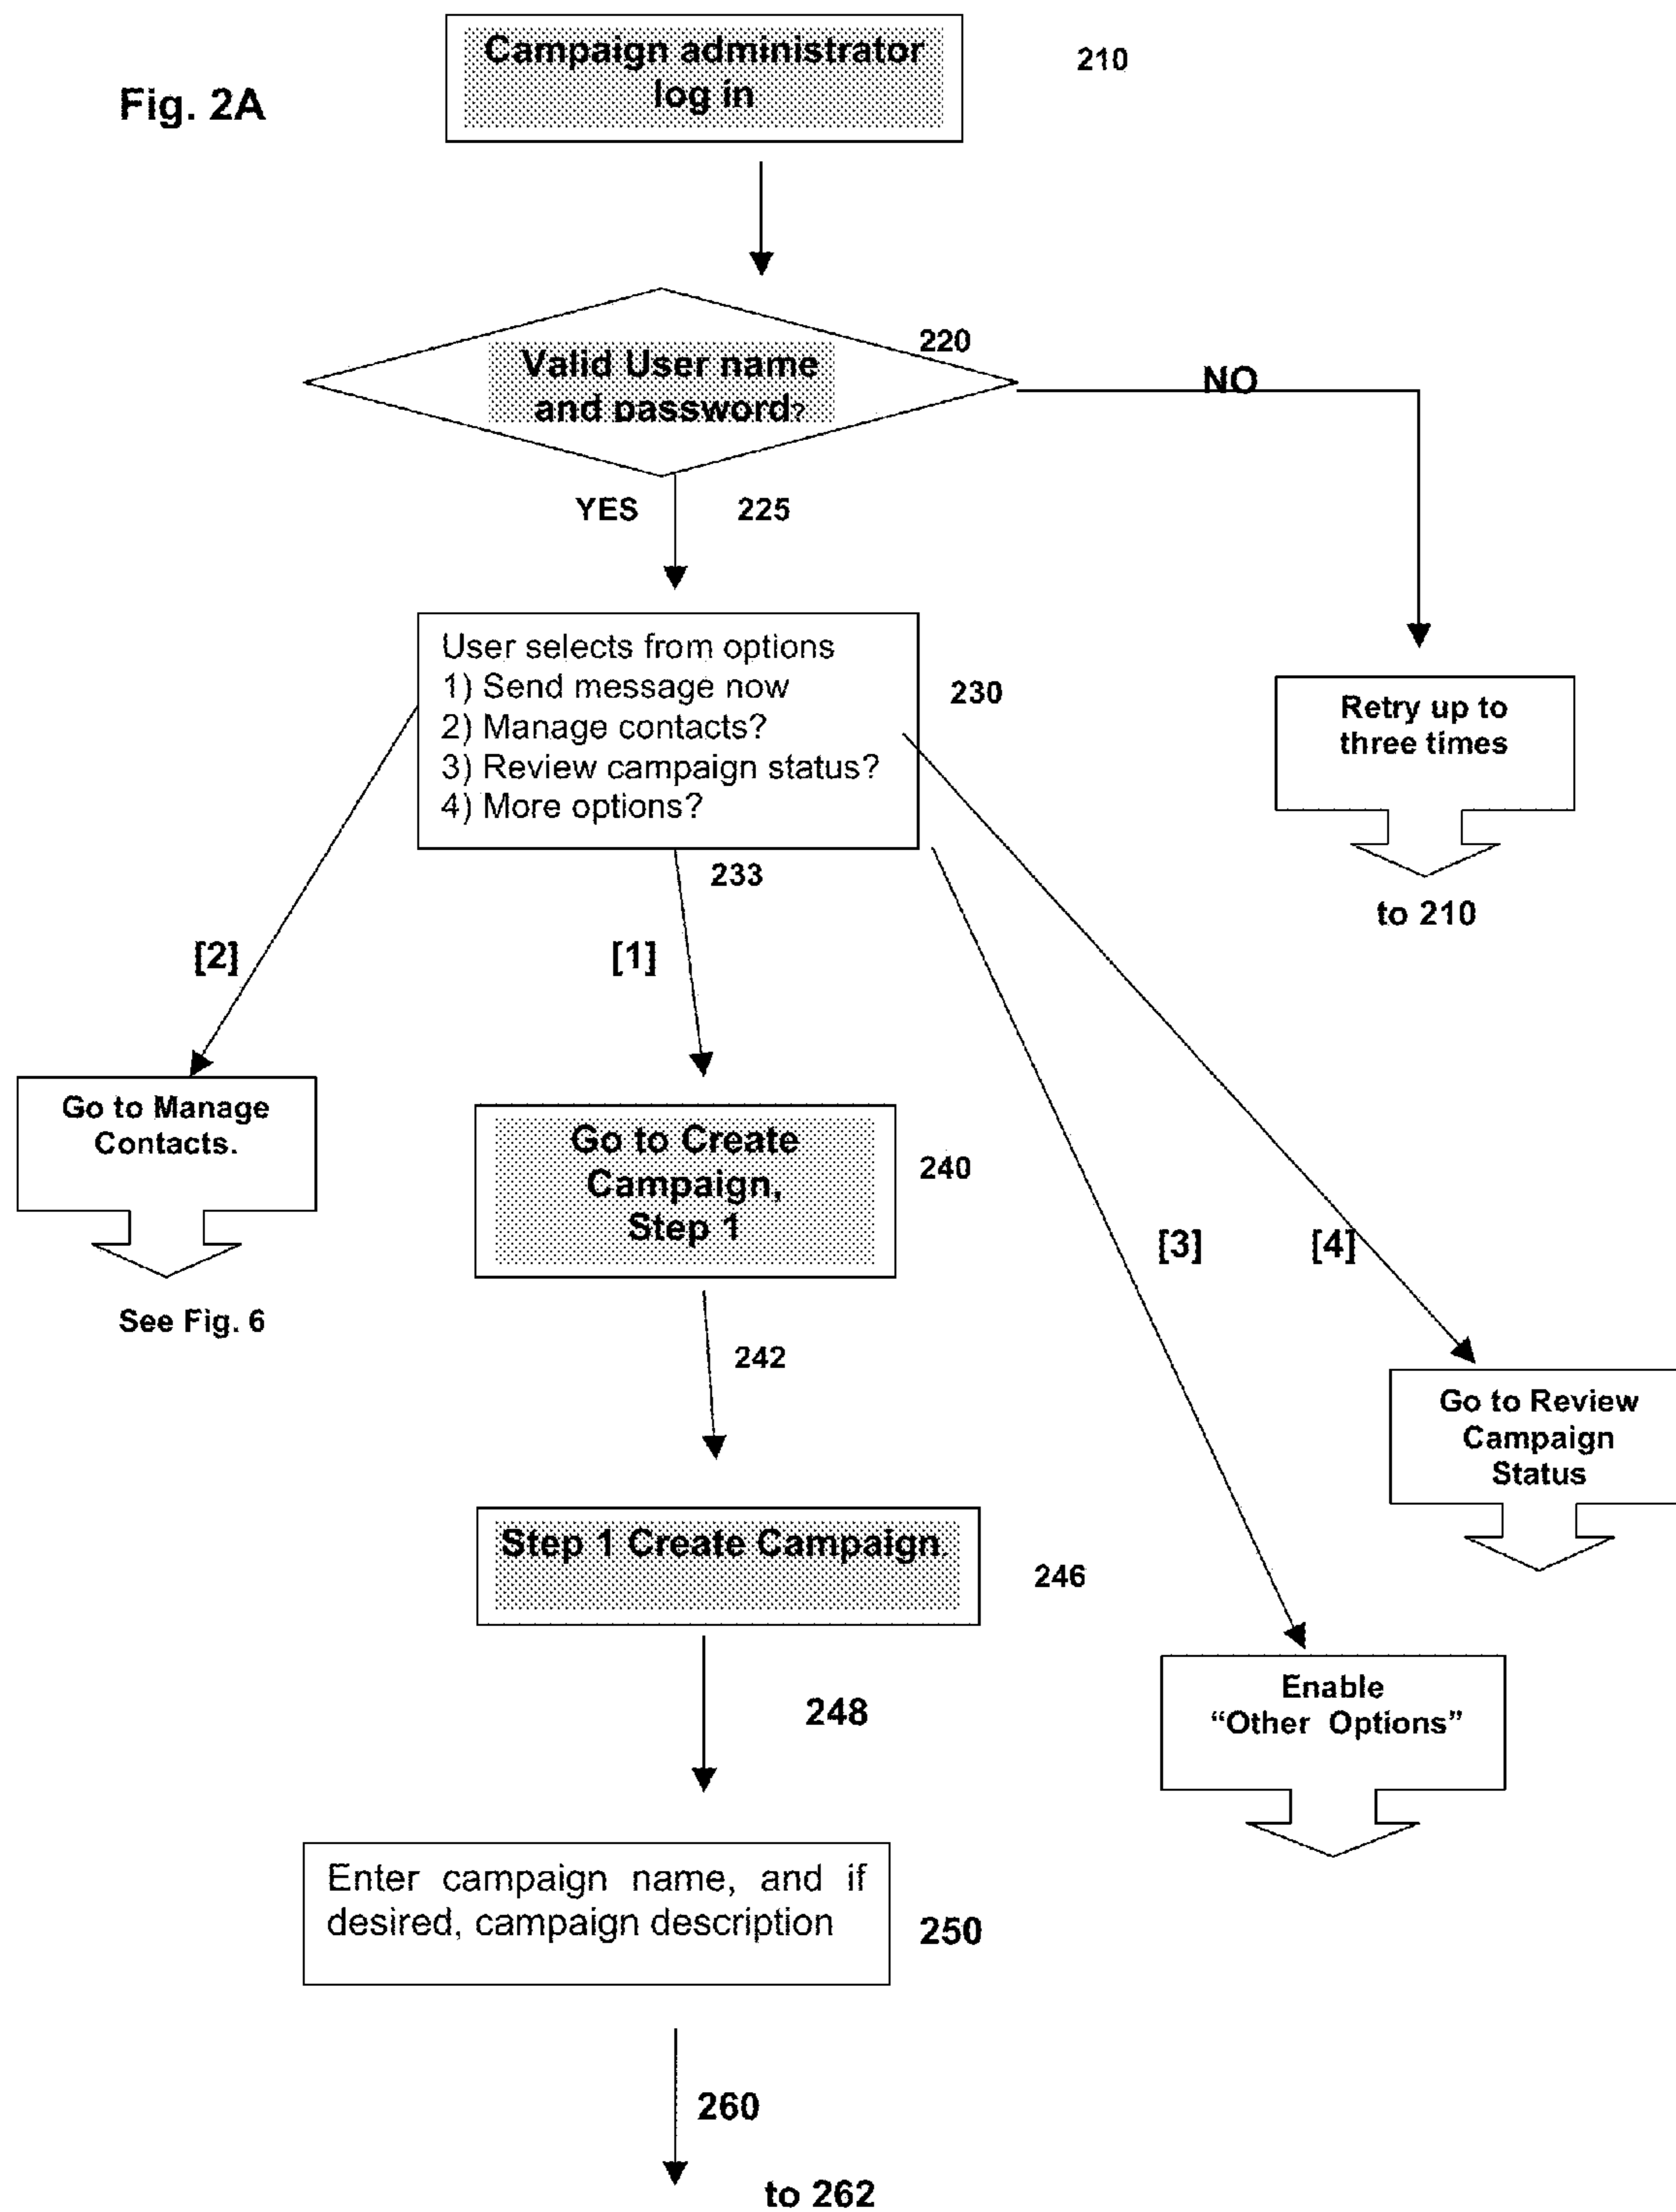 Fig. 2A
Campaign administrator
log in
210
220
Valid User name
and password?
NO
YES
225
User selects from options
1) Send message now
2) Manage contacts?
3) Review campaign status?
4) More options?
230
Retry up to
three times
to 210
233
[2]
[1]
Go to Manage
Contacts.
See Fig. 6
Go to Create
Campaign,
Step 1
240
[3]
[4]
242
Go to Review
Campaign
Status
Step 1 Create Campaign.
246
Enable
“Other Options”
248
Enter campaign name, and if
desired, campaign description
250
260
to 262